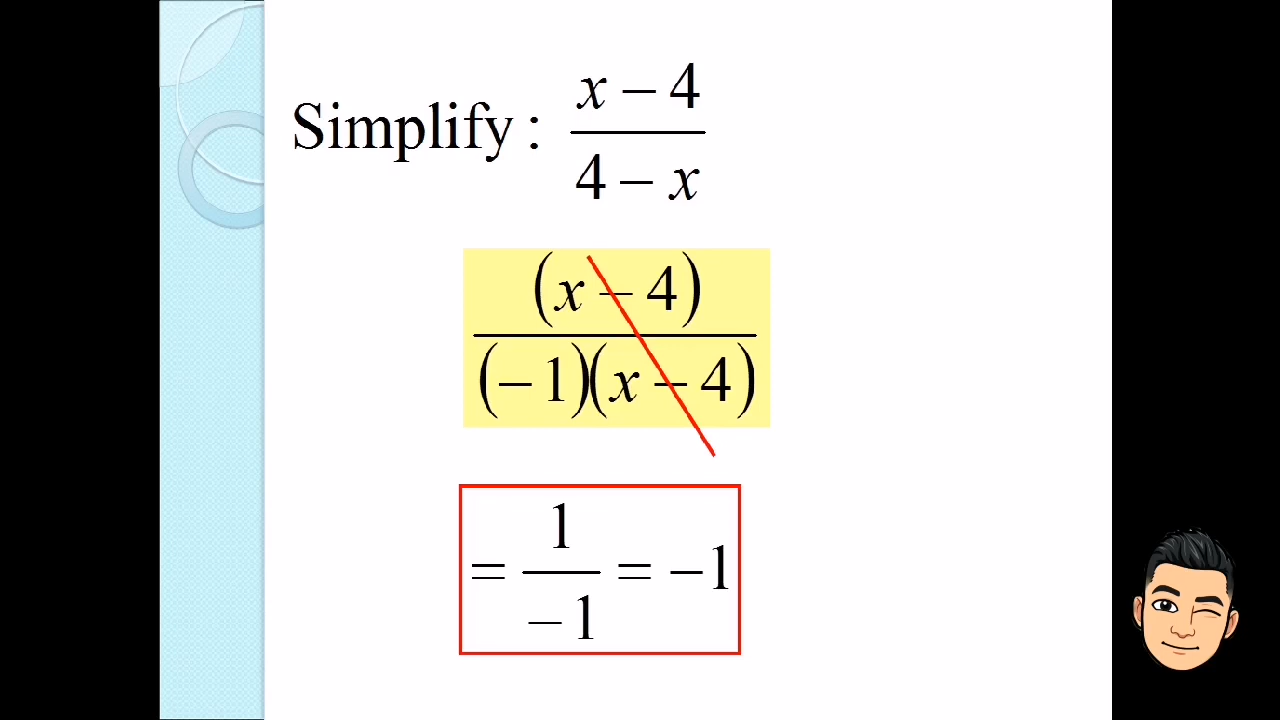 Simplify : x − 4
4 − x
(x − 4)
(− 1)(x − 4)
= 1 = −1
− 1